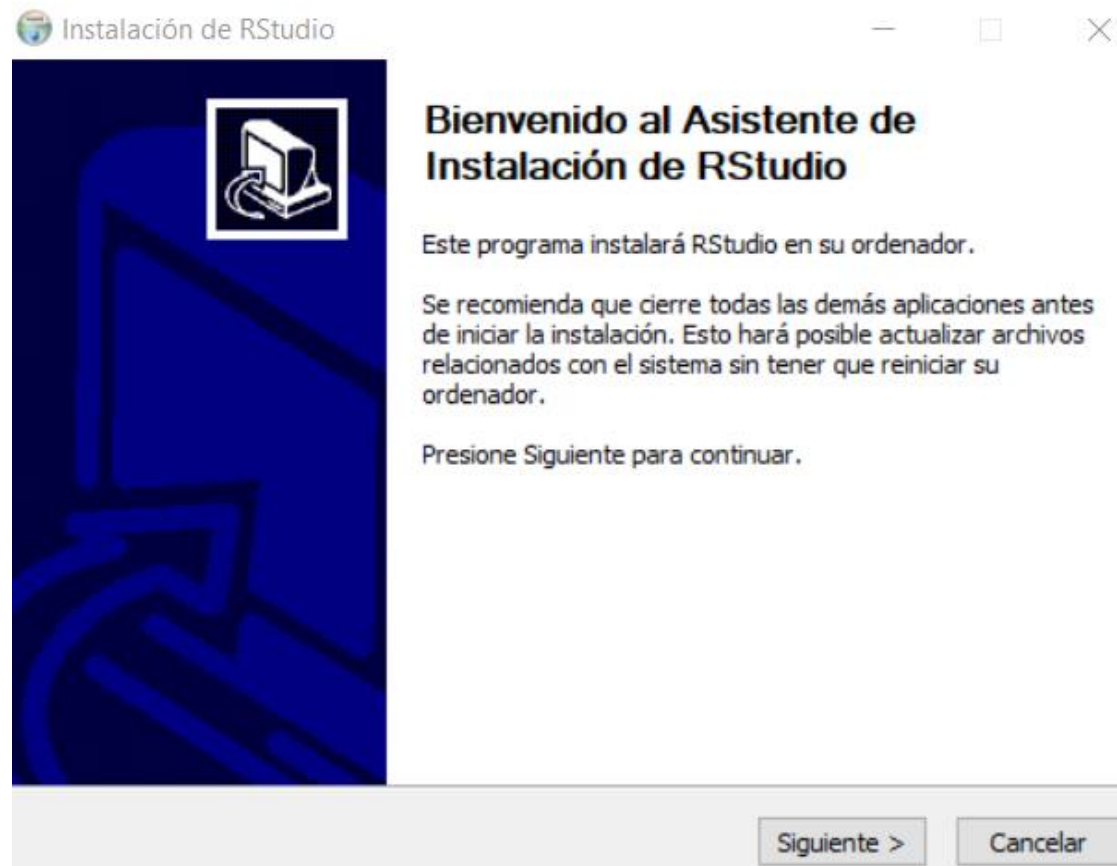 Instalación de RStudio
Bienvenido al Asistente de
Instalación de RStudio
Este programa instalará RStudio en su ordenador.
Se recomienda que cierre todas las demás aplicaciones antes
de iniciar la instalación. Esto hará posible actualizar archivos
relacionados con el sistema sin tener que reiniciar su
ordenador.
Presione Siguiente para continuar.
Siguiente >
Cancelar